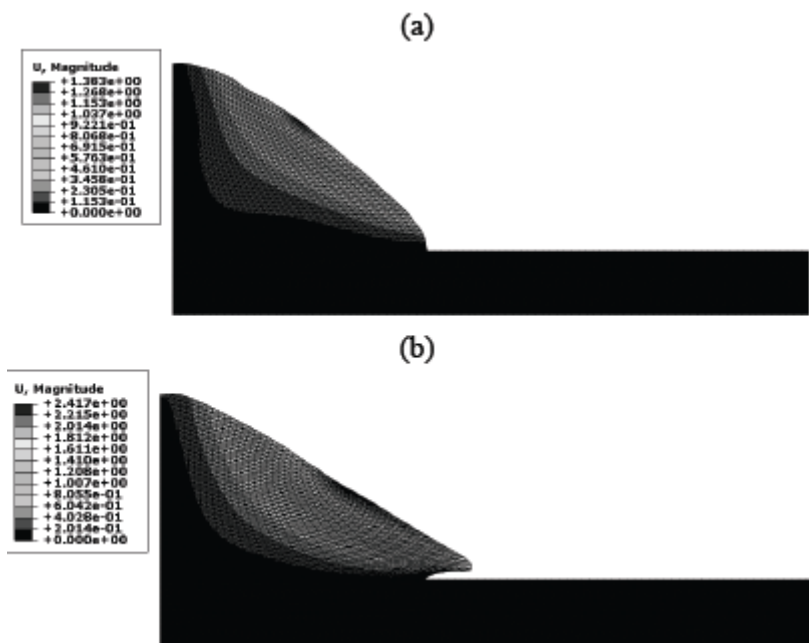 (a)
U, Magnitude
+1.383e+00
+1.268e+00
+1.153e+00
+1.037e+00
+9.221e-01
+8.068e-01
+6.915e-01
+5.763e-01
+4.610e-01
+3.458e-01
+2.305e-01
+1.153e-01
+0.000e+00
(b)
U, Magnitude
+2.417e+00
+2.215e+00
+2.014e+00
+1.812e+00
+1.611e+00
+1.410e+00
+1.208e+00
+1.007e+00
+8.055e-01
+6.042e-01
+4.028e-01
+2.014e-01
+0.000e+00